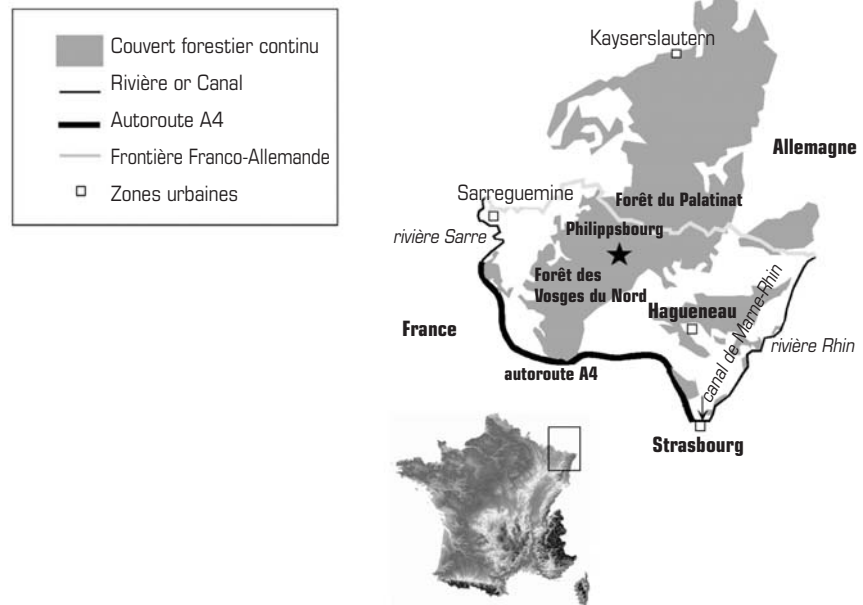 Couvert forestier continu
Rivière or Canal
Autoroute A4
Frontière Franco-Allemande
Zones urbaines
Kayserslautern
Allemagne
Sarreguemine
Forêt du Palatinat
rivière Sarre
Philippsbourg
Forêt des
Vosges du Nord
Hagueneau
canal de Marne-Rhin
France
rivière Rhin
autoroute A4
Strasbourg